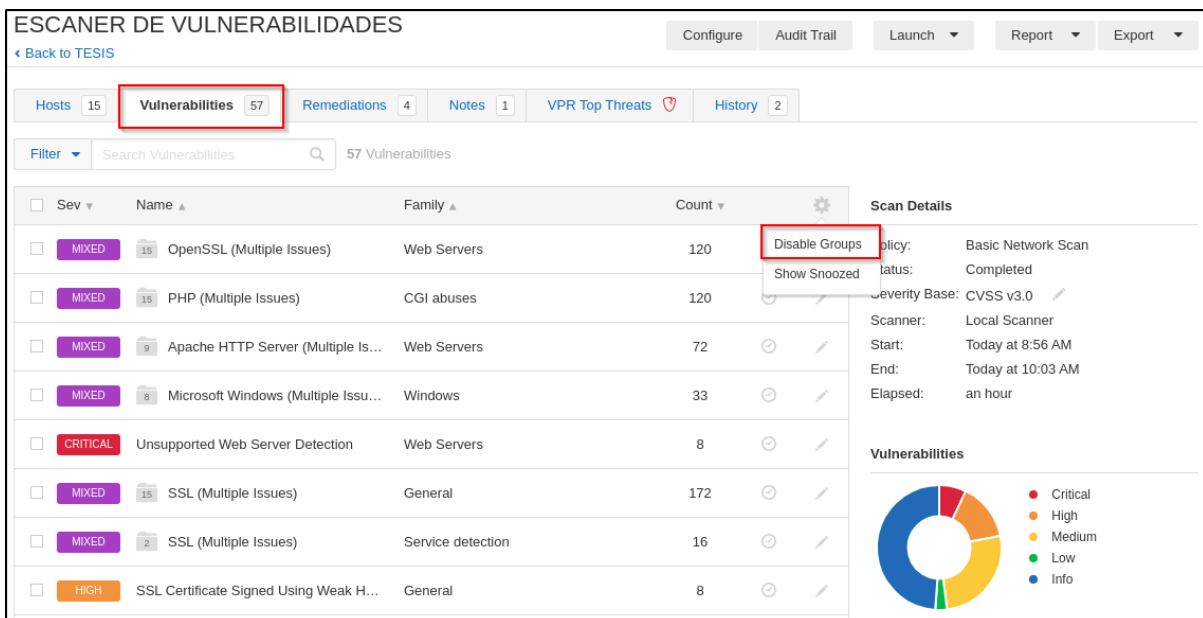 ESCANER DE VULNERABILIDADES
Configure Audit Trail Launch Report Export
Back to TESIS
Hosts 15 Vulnerabilities 57 Remediations 4 Notes 1 VPR Top Threats History 2
Filter Search Vulnerabilities 57 Vulnerabilities
Sev Name Family Count
Scan Details
MIXED 15 OpenSSL (Multiple Issues) Web Servers 120
Disable Groups
Show Snoozed
olicy: Basic Network Scan
tatus: Completed
MIXED 15 PHP (Multiple Issues) CGI abuses 120
Severity Base: CVSS v3.0
Scanner: Local Scanner
MIXED 9 Apache HTTP Server (Multiple Is... Web Servers 72
Start: Today at 8:56 AM
End: Today at 10:03 AM
MIXED 8 Microsoft Windows (Multiple Issu... Windows 33
Elapsed: an hour
CRITICAL Unsupported Web Server Detection Web Servers 8
Vulnerabilities
MIXED 15 SSL (Multiple Issues) General 172
MIXED 2 SSL (Multiple Issues) Service detection 16
HIGH SSL Certificate Signed Using Weak H... General 8
Critical
High
Medium
Low
Info